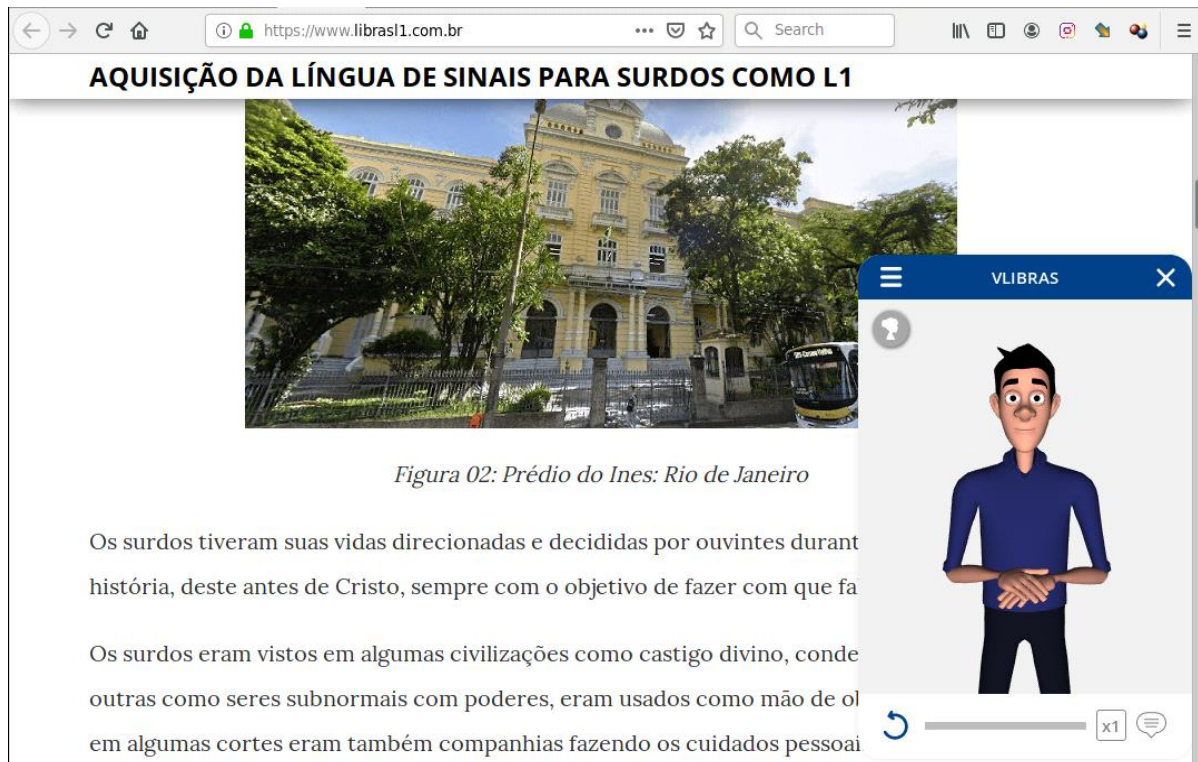 https://www.librasl1.com.br
Search
AQUISIÇÃO DA LÍNGUA DE SINAIS PARA SURDOS COMO L1
VLIBRAS
Figura 02: Prédio do Ines: Rio de Janeiro
Os surdos tiveram suas vidas direcionadas e decididas por ouvintes durant
história, deste antes de Cristo, sempre com o objetivo de fazer com que fa
Os surdos eram vistos em algumas civilizações como castigo divino, conde
outras como seres subnormais com poderes, eram usados como mão de ob
em algumas cortes eram também companhias fazendo os cuidados pessoai
x1